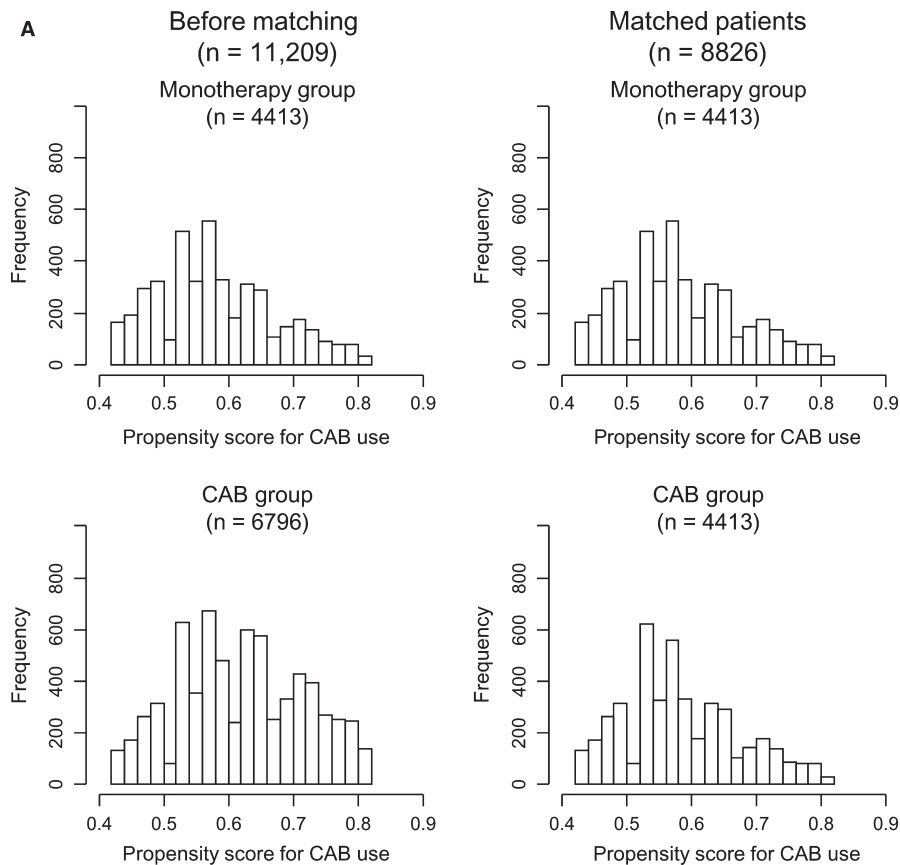 A
Before matching
(n = 11,209)
Matched patients
(n = 8826)
Monotherapy group
(n = 4413)
Frequency
0
200
400
600
800
0.4 0.5 0.6 0.7 0.8 0.9
Propensity score for CAB use
Monotherapy group
(n = 4413)
Frequency
0
200
400
600
800
0.4 0.5 0.6 0.7 0.8 0.9
Propensity score for CAB use
CAB group
(n = 6796)
Frequency
0
200
400
600
800
0.4 0.5 0.6 0.7 0.8 0.9
Propensity score for CAB use
CAB group
(n = 4413)
Frequency
0
200
400
600
800
0.4 0.5 0.6 0.7 0.8 0.9
Propensity score for CAB use